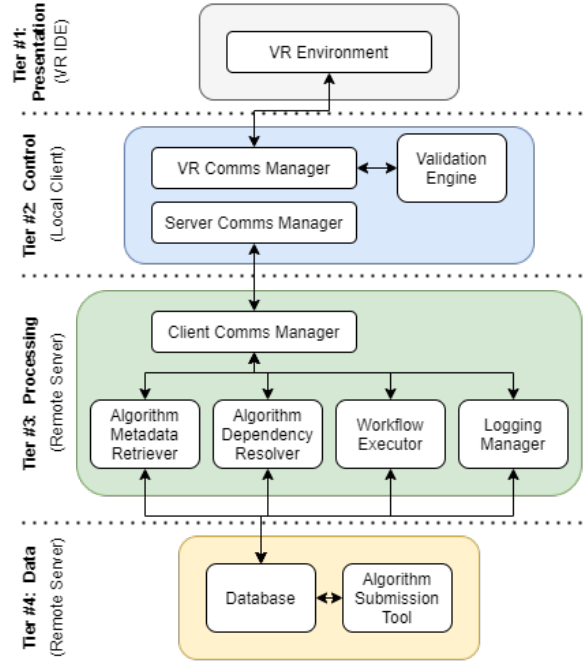 Tier #1:
Presentation
(VR IDE)
VR Environment
Tier #2: Control
(Local Client)
VR Comms Manager
Validation
Engine
Server Comms Manager
Tier #3: Processing
(Remote Server)
Client Comms Manager
Algorithm
Metadata
Retriever
Algorithm
Dependency
Resolver
Workflow
Executor
Logging
Manager
Tier #4: Data
(Remote Server)
Database
Algorithm
Submission
Tool